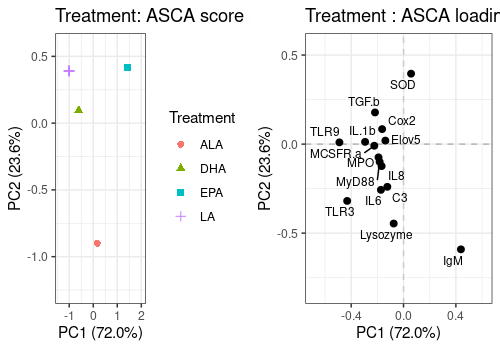 Treatment: ASCA score
Treatment : ASCA loadin
0.5
0.0
-0.5
-1.0
PC2 (23.6%)
-1
0
1
2
PC1 (72.0%)
Treatment
ALA
DHA
EPA
LA
0.5
0.0
-0.5
PC2 (23.6%)
SOD
TGF.b
Cox2
TLR9
IL.1b
Elov5
MCSFR.a
MPO
MyD88
IL8
IL6
C3
TLR3
Lysozyme
IgM
-0.4
0.0
0.4
PC1 (72.0%)